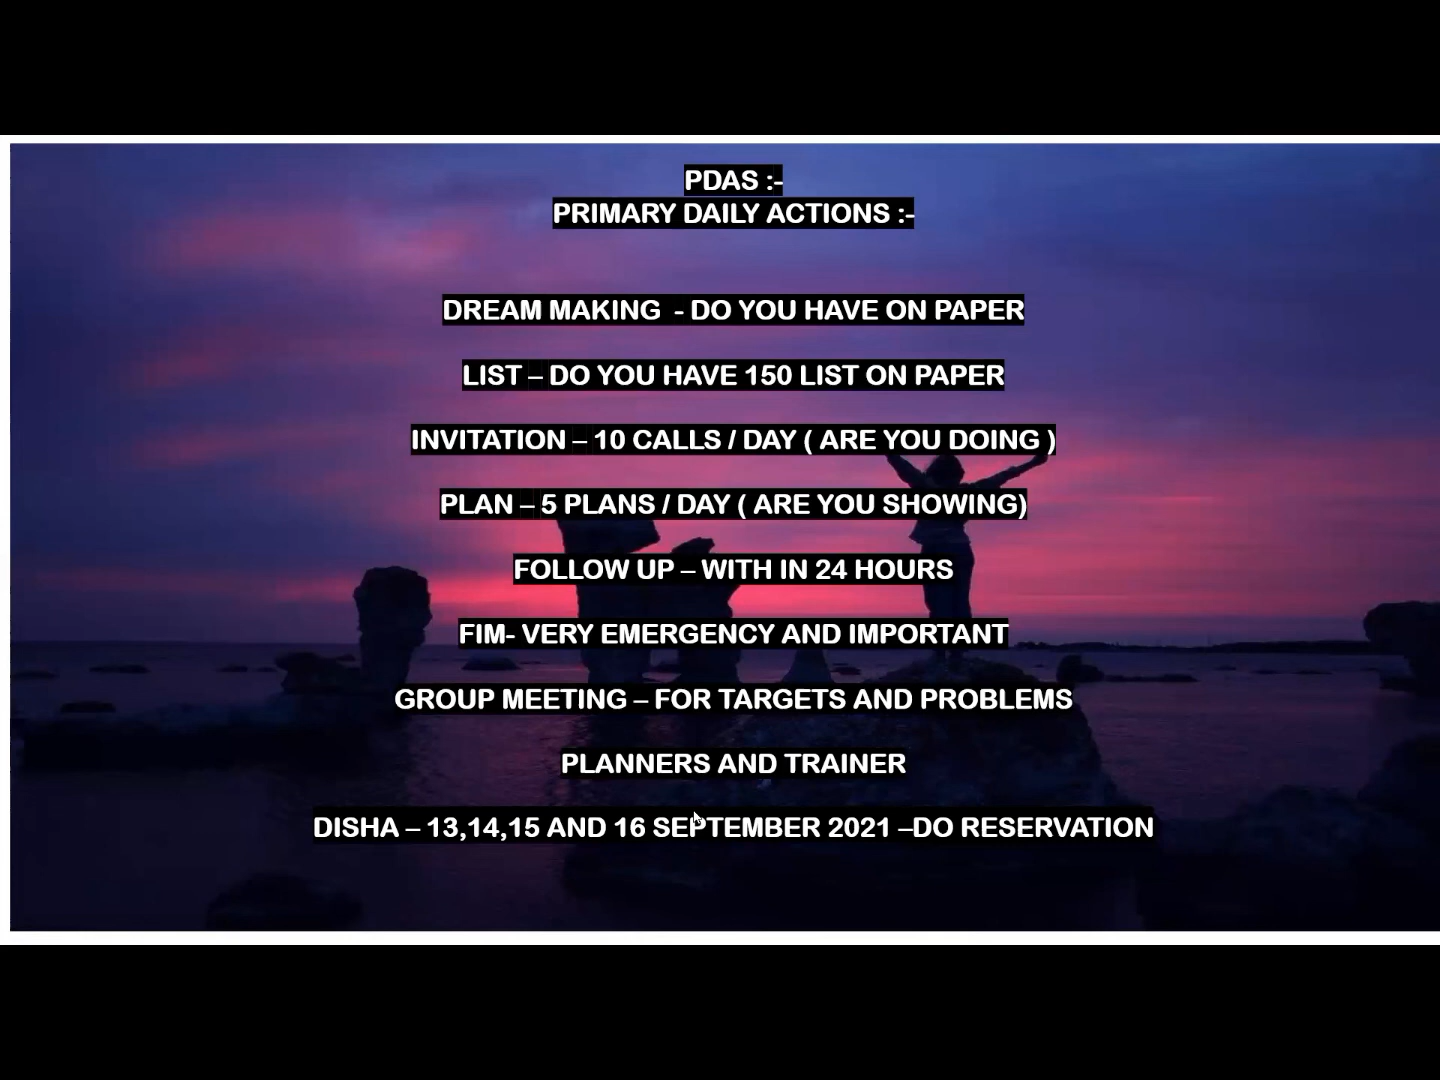 PDAS :-
PRIMARY DAILY ACTIONS :-
DREAM MAKING - DO YOU HAVE ON PAPER
LIST – DO YOU HAVE 150 LIST ON PAPER
INVITATION – 10 CALLS / DAY ( ARE YOU DOING )
PLAN – 5 PLANS / DAY ( ARE YOU SHOWING)
FOLLOW UP – WITH IN 24 HOURS
FIM- VERY EMERGENCY AND IMPORTANT
GROUP MEETING – FOR TARGETS AND PROBLEMS
PLANNERS AND TRAINER
DISHA – 13,14,15 AND 16 SEPTEMBER 2021 –DO RESERVATION